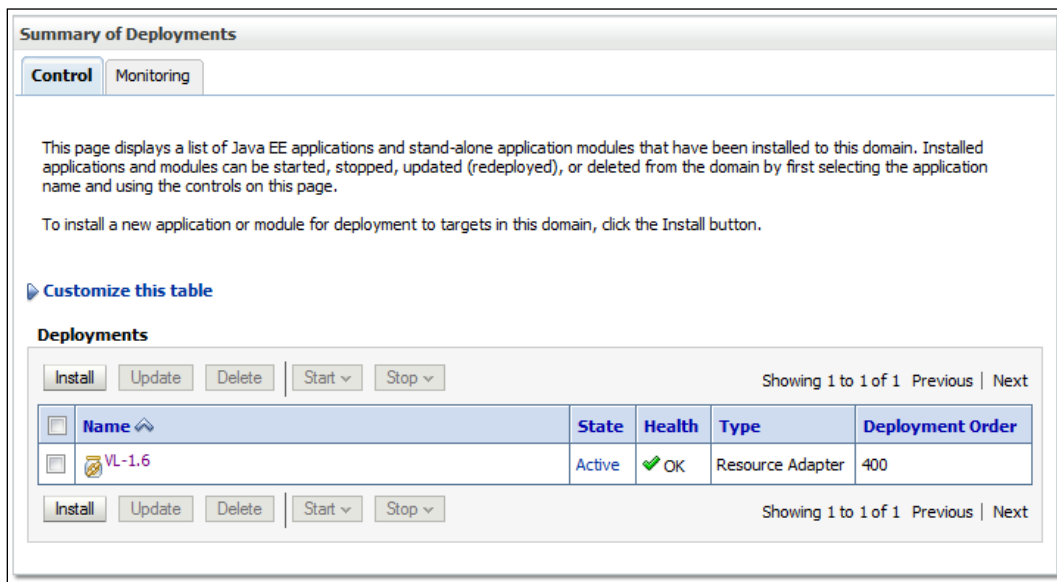 Summary of Deployments
Control Monitoring
This page displays a list of Java EE applications and stand-alone application modules that have been installed to this domain. Installed
applications and modules can be started, stopped, updated (redeployed), or deleted from the domain by first selecting the application
name and using the controls on this page.
To install a new application or module for deployment to targets in this domain, click the Install button.
Customize this table
Deployments
Install Update Delete Start Stop Showing 1 to 1 of 1 Previous | Next
Name State Health Type Deployment Order
VL-1.6 Active OK Resource Adapter 400
Install Update Delete Start Stop Showing 1 to 1 of 1 Previous | Next